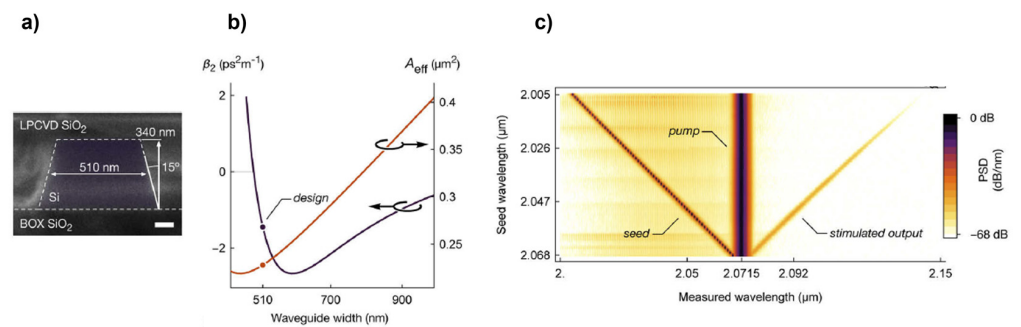 a)
b)
c)
LPCVD SiO₂
340 nm
510 nm
15º
Si
BOX SiO₂
β₂ (ps²m⁻¹)
A_eff (μm²)
2
0
−2
0.4
0.35
0.3
0.25
design
510
700
900
Waveguide width (nm)
2.005
2.026
2.047
2.068
Seed wavelength (μm)
pump
seed
stimulated output
2.
2.05
2.0715
2.092
2.15
Measured wavelength (μm)
0 dB
−68 dB
PSD
(dB/nm)